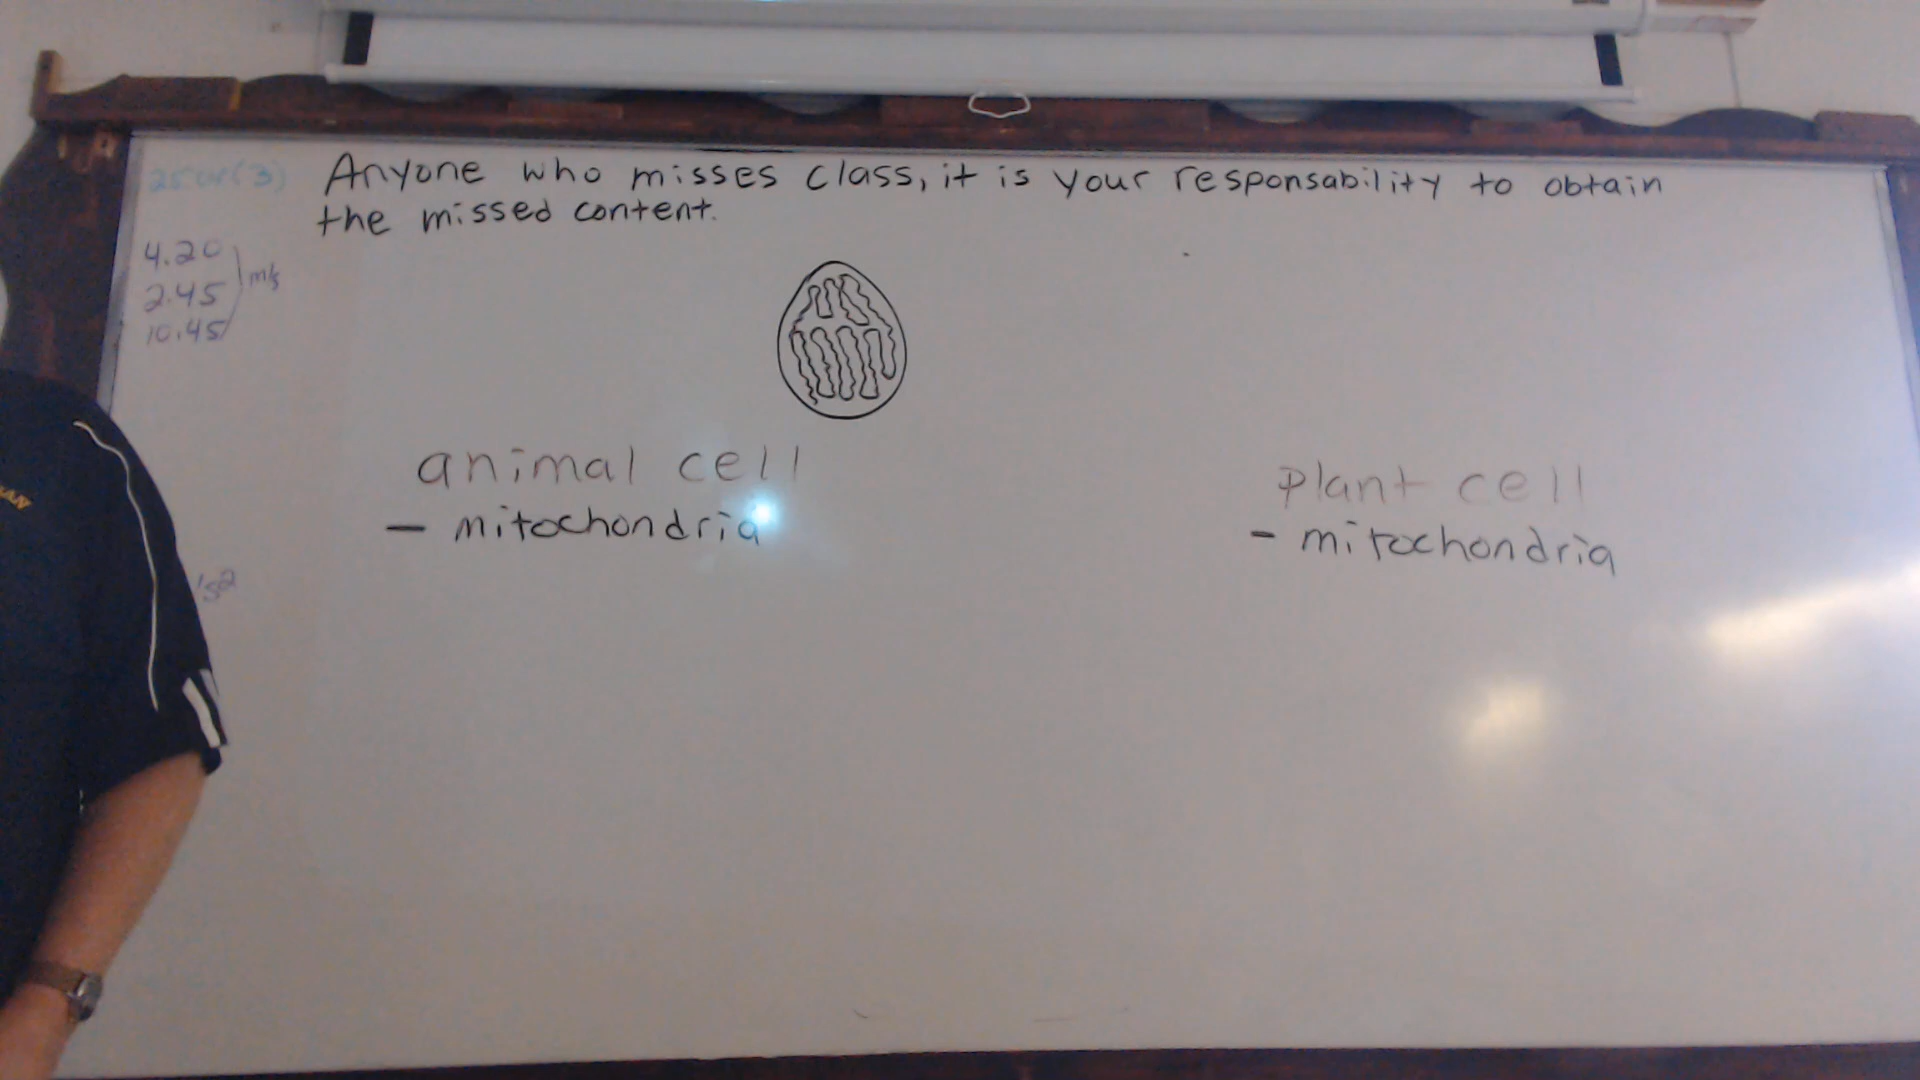 Anyone who misses class, it is your responsability to obtain
the missed content.
4.20
2.45
10.45
m/s
animal cell
- mitochondria
plant cell
- mitochondria